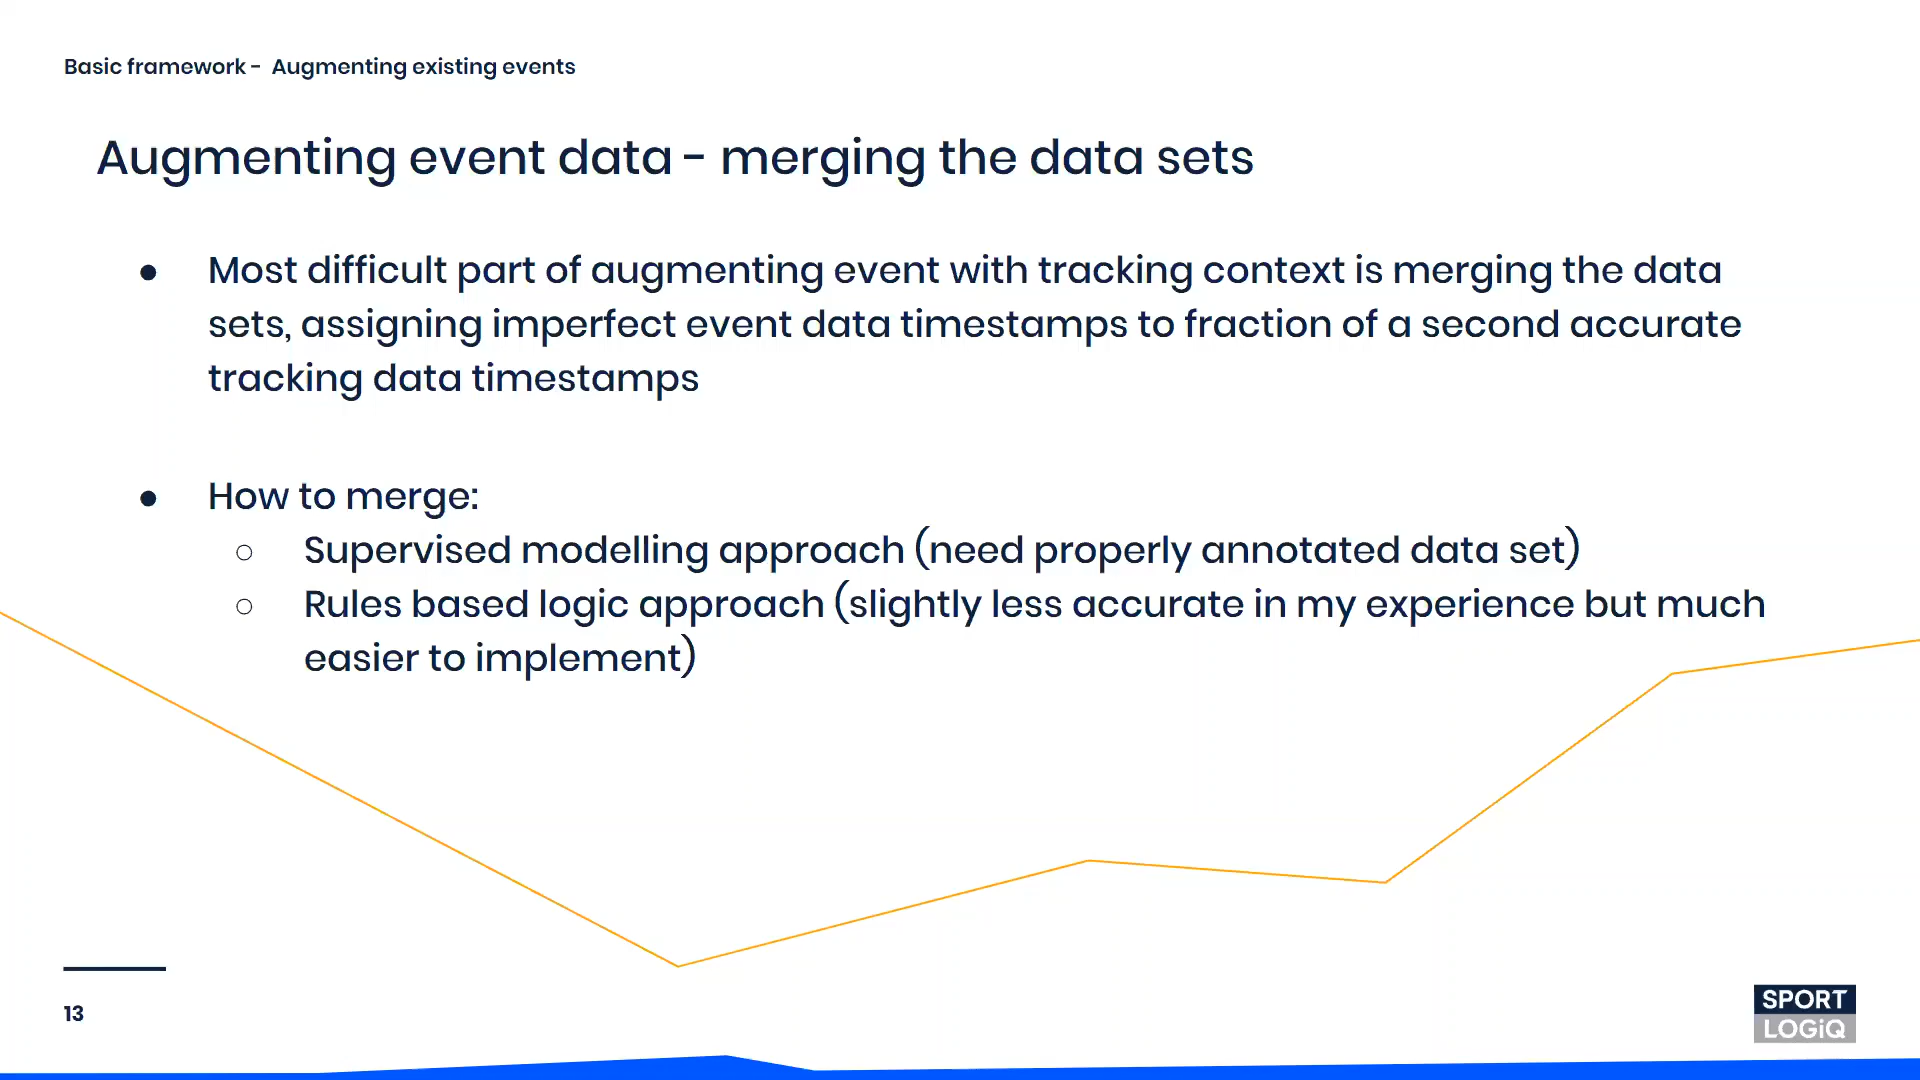 Basic framework - Augmenting existing events
Augmenting event data - merging the data sets
● Most difficult part of augmenting event with tracking context is merging the data
sets, assigning imperfect event data timestamps to fraction of a second accurate
tracking data timestamps
● How to merge:
○ Supervised modelling approach (need properly annotated data set)
○ Rules based logic approach (slightly less accurate in my experience but much
easier to implement)
13
SPORT
LOGiQ